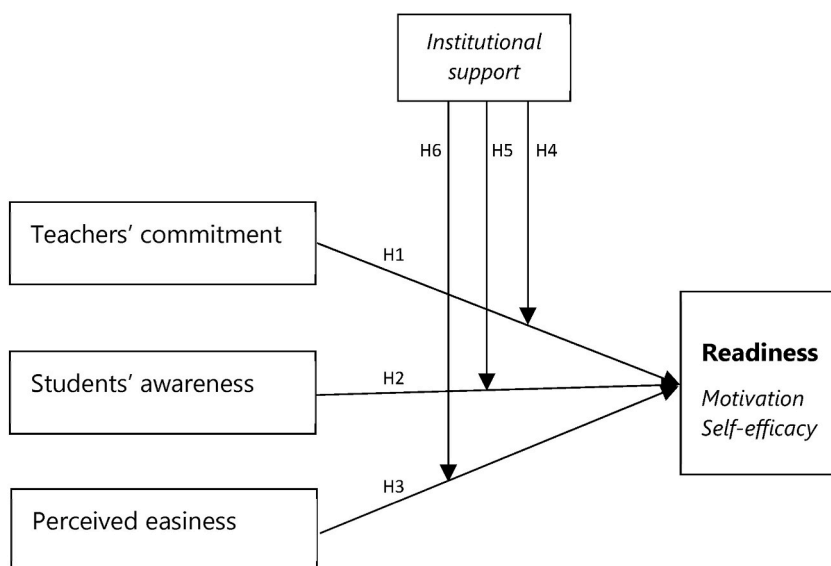 Institutional
support
H6
H5
H4
Teachers’ commitment
H1
Students’ awareness
H2
Readiness
Motivation
Self-efficacy
Perceived easiness
H3